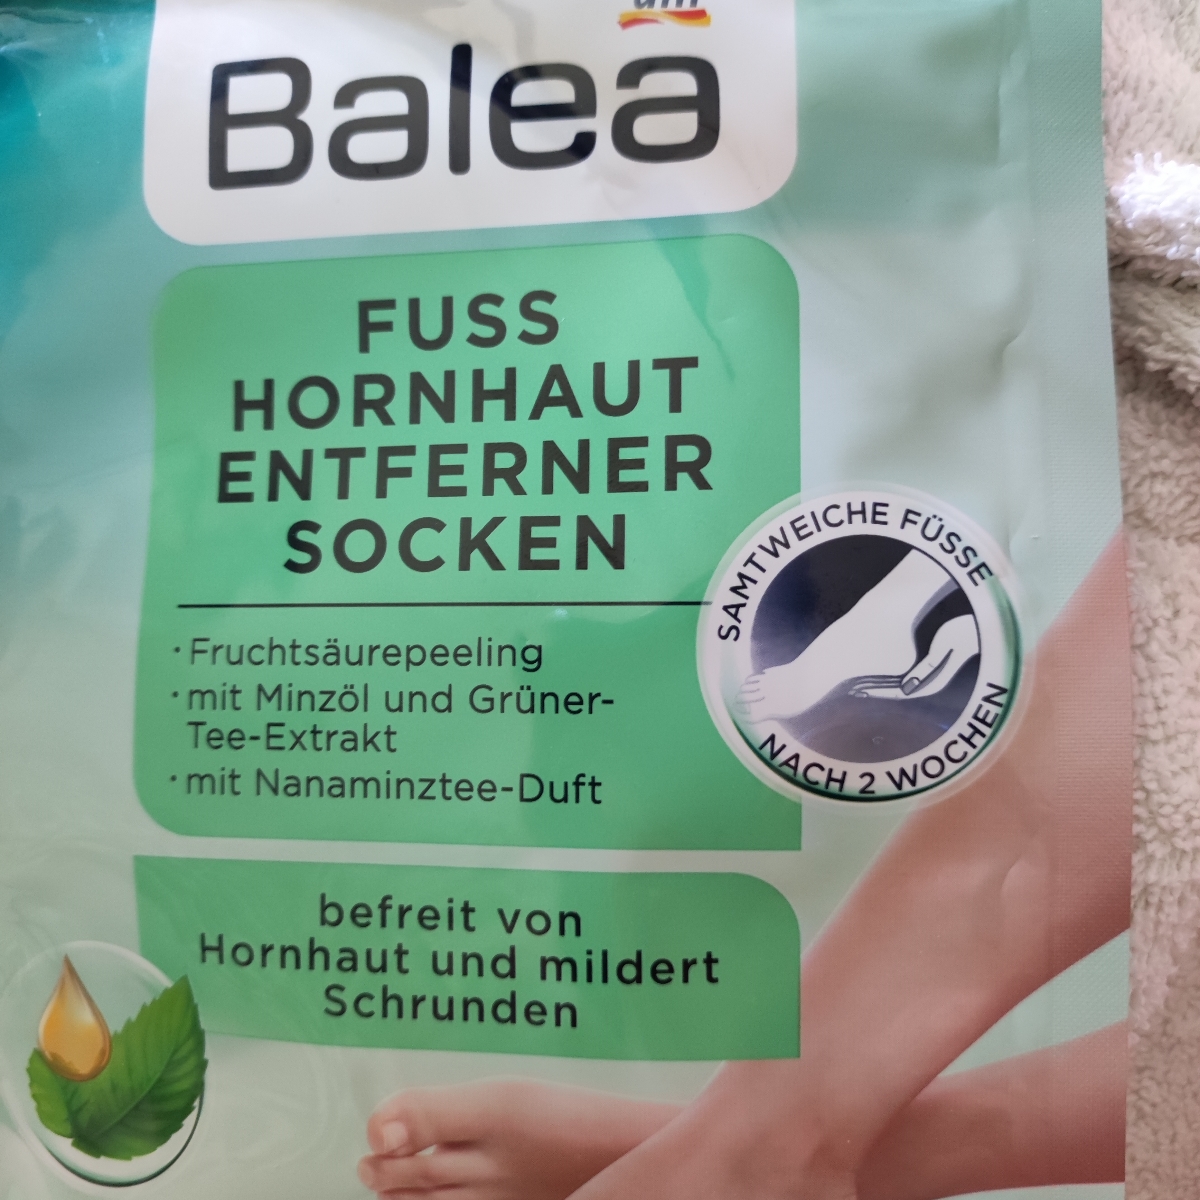 dm
Balea
FUSS
HORNHAUT
ENTFERNER
SOCKEN
· Fruchtsäurepeeling
· mit Minzöl und Grüner-
Tee-Extrakt
· mit Nanaminztee-Duft
SAMTWEICHE FÜSSE
NACH 2 WOCHEN
befreit von
Hornhaut und mildert
Schrunden